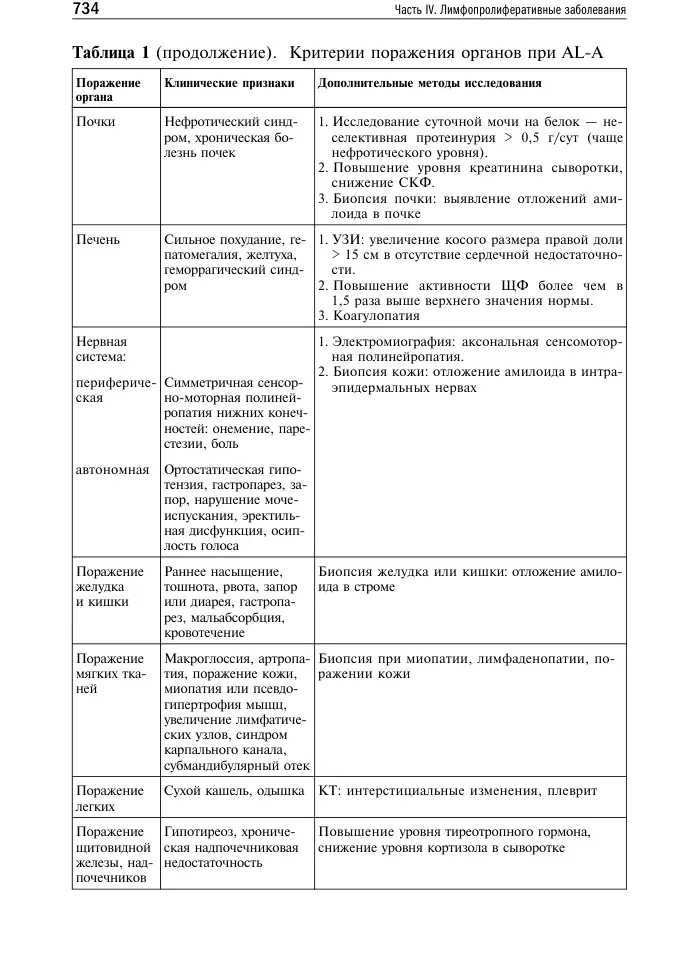 734
Часть IV. Лимфопролиферативные заболевания
Таблица 1 (продолжение). Критерии поражения органов при AL-A
Поражение
органа
Клинические признаки
Дополнительные методы исследования
Почки
Нефротический синд-
ром, хроническая бо-
лезнь почек
1. Исследование суточной мочи на белок — не-
селективная протеинурия > 0,5 г/сут (чаще
нефротического уровня).
2. Повышение уровня креатинина сыворотки,
снижение СКФ.
3. Биопсия почки: выявление отложений ами-
лоида в почке
Печень
Сильное похудание, ге-
патомегалия, желтуха,
геморрагический синд-
ром
1. УЗИ: увеличение косого размера правой доли
> 15 см в отсутствие сердечной недостаточно-
сти.
2. Повышение активности ЩФ более чем в
1,5 раза выше верхнего значения нормы.
3. Коагулопатия
Нервная
система:
перифериче-
ская
Симметричная сенсор-
но-моторная полиней-
ропатия нижних конеч-
ностей: онемение, паре-
стезии, боль
автономная
Ортостатическая гипо-
тензия, гастропарез, за-
пор, нарушение моче-
испускания, эректиль-
ная дисфункция, осип-
лость голоса
1. Электромиография: аксональная сенсомотор-
ная полинейропатия.
2. Биопсия кожи: отложение амилоида в интра-
эпидермальных нервах
Поражение
желудка
и кишки
Раннее насыщение,
тошнота, рвота, запор
или диарея, гастропа-
рез, мальабсорбция,
кровотечение
Биопсия желудка или кишки: отложение амило-
ида в строме
Поражение
мягких тка-
ней
Макроглоссия, артропа-
тия, поражение кожи,
миопатия или псевдо-
гипертрофия мыщц,
увеличение лимфатиче-
ских узлов, синдром
карпального канала,
субмандибулярный отек
Биопсия при миопатии, лимфаденопатии, по-
ражении кожи
Поражение
легких
Сухой кашель, одышка
КТ: интерстициальные изменения, плеврит
Поражение
щитовидной
железы, над-
почечников
Гипотиреоз, хрониче-
ская надпочечниковая
недостаточность
Повышение уровня тиреотропного гормона,
снижение уровня кортизола в сыворотке